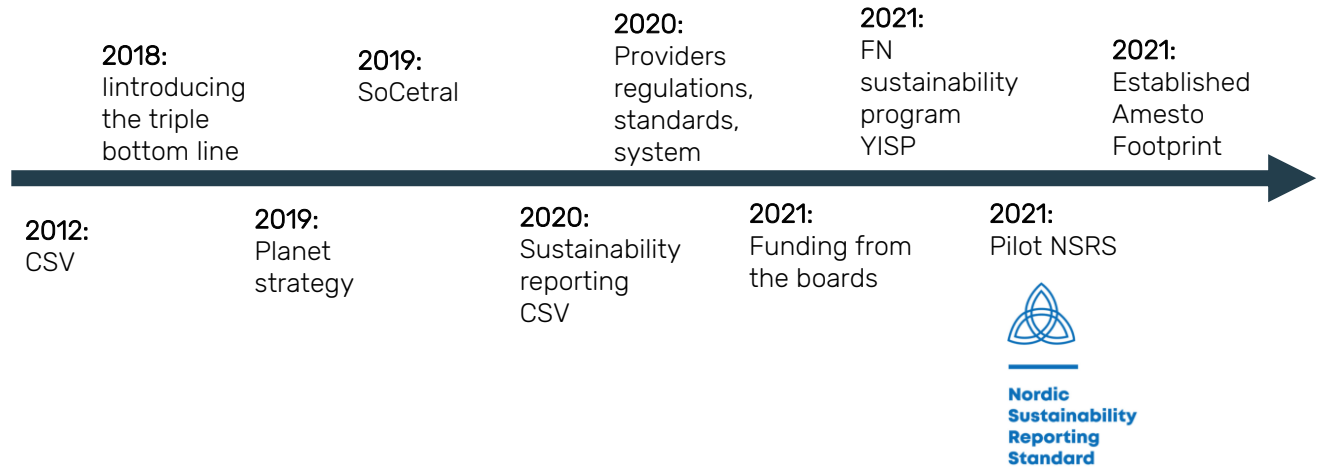 2018:
Iintroducing
the triple
bottom line
2019:
SoCetral
2020:
Providers
regulations,
standards,
system
2021:
FN
sustainability
program
YISP
2021:
Established
Amesto
Footprint
2012:
CSV
2019:
Planet
strategy
2020:
Sustainability
reporting
CSV
2021:
Funding from
the boards
2021:
Pilot NSRS
Nordic
Sustainability
Reporting
Standard